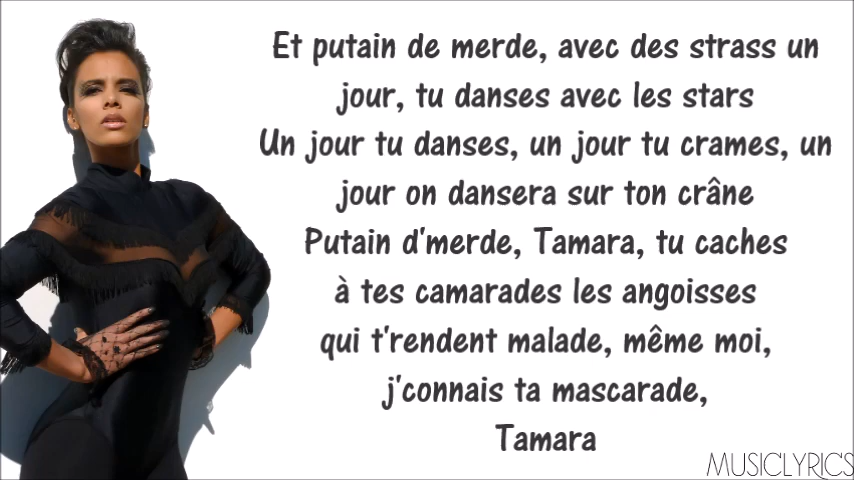 Et putain de merde, avec des strass un
jour, tu danses avec les stars
Un jour tu danses, un jour tu crames, un
jour on dansera sur ton crâne
Putain d'merde, Tamara, tu caches
à tes camarades les angoisses
qui t'rendent malade, même moi,
j'connais ta mascarade,
Tamara
MUSICLYRICS